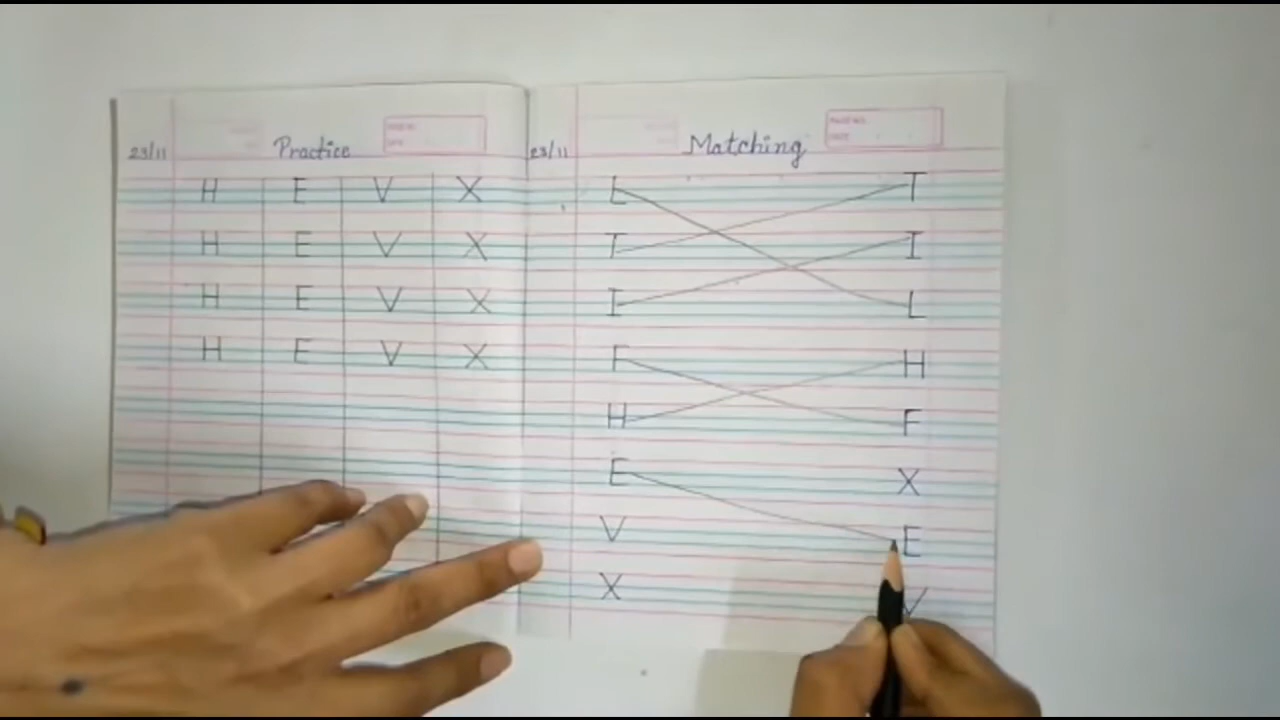 23/11 Practice
H E V X
H E V X
H E V X
H E V X
23/11 Matching
L T
T I
I L
F H
H F
E X
V E
X V